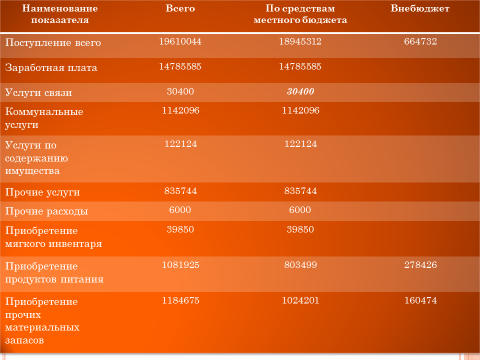 Наименование показателя Всего По средствам местного бюджета Внебюджет
Поступление всего 19610044 18945312 664732
Заработная плата 14785585 14785585
Услуги связи 30400 30400
Коммунальные услуги 1142096 1142096
Услуги по содержанию имущества 122124 122124
Прочие услуги 835744 835744
Прочие расходы 6000 6000
Приобретение мягкого инвентаря 39850 39850
Приобретение продуктов питания 1081925 803499 278426
Приобретение прочих материальных запасов 1184675 1024201 160474